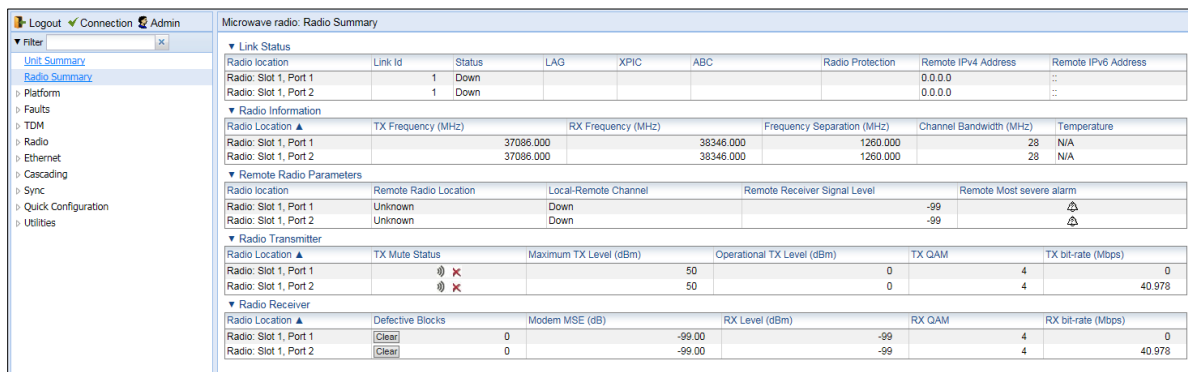 Logout Connection Admin
Microwave radio: Radio Summary
Filter
Unit Summary
Radio Summary
Platform
Faults
TDM
Radio
Ethernet
Cascading
Sync
Quick Configuration
Utilities
Link Status
Radio location Link Id Status LAG XPIC ABC Radio Protection Remote IPv4 Address Remote IPv6 Address
Radio: Slot 1, Port 1 1 Down 0.0.0.0 ::
Radio: Slot 1, Port 2 1 Down 0.0.0.0 ::
Radio Information
Radio Location ▲ TX Frequency (MHz) RX Frequency (MHz) Frequency Separation (MHz) Channel Bandwidth (MHz) Temperature
Radio: Slot 1, Port 1 37086.000 38346.000 1260.000 28 N/A
Radio: Slot 1, Port 2 37086.000 38346.000 1260.000 28 N/A
Remote Radio Parameters
Radio location Remote Radio Location Local-Remote Channel Remote Receiver Signal Level Remote Most severe alarm
Radio: Slot 1, Port 1 Unknown Down -99
Radio: Slot 1, Port 2 Unknown Down -99
Radio Transmitter
Radio Location ▲ TX Mute Status Maximum TX Level (dBm) Operational TX Level (dBm) TX QAM TX bit-rate (Mbps)
Radio: Slot 1, Port 1 50 0 4 0
Radio: Slot 1, Port 2 50 0 4 40.978
Radio Receiver
Radio Location ▲ Defective Blocks Modem MSE (dB) RX Level (dBm) RX QAM RX bit-rate (Mbps)
Radio: Slot 1, Port 1 Clear 0 -99.00 -99 4 0
Radio: Slot 1, Port 2 Clear 0 -99.00 -99 4 40.978